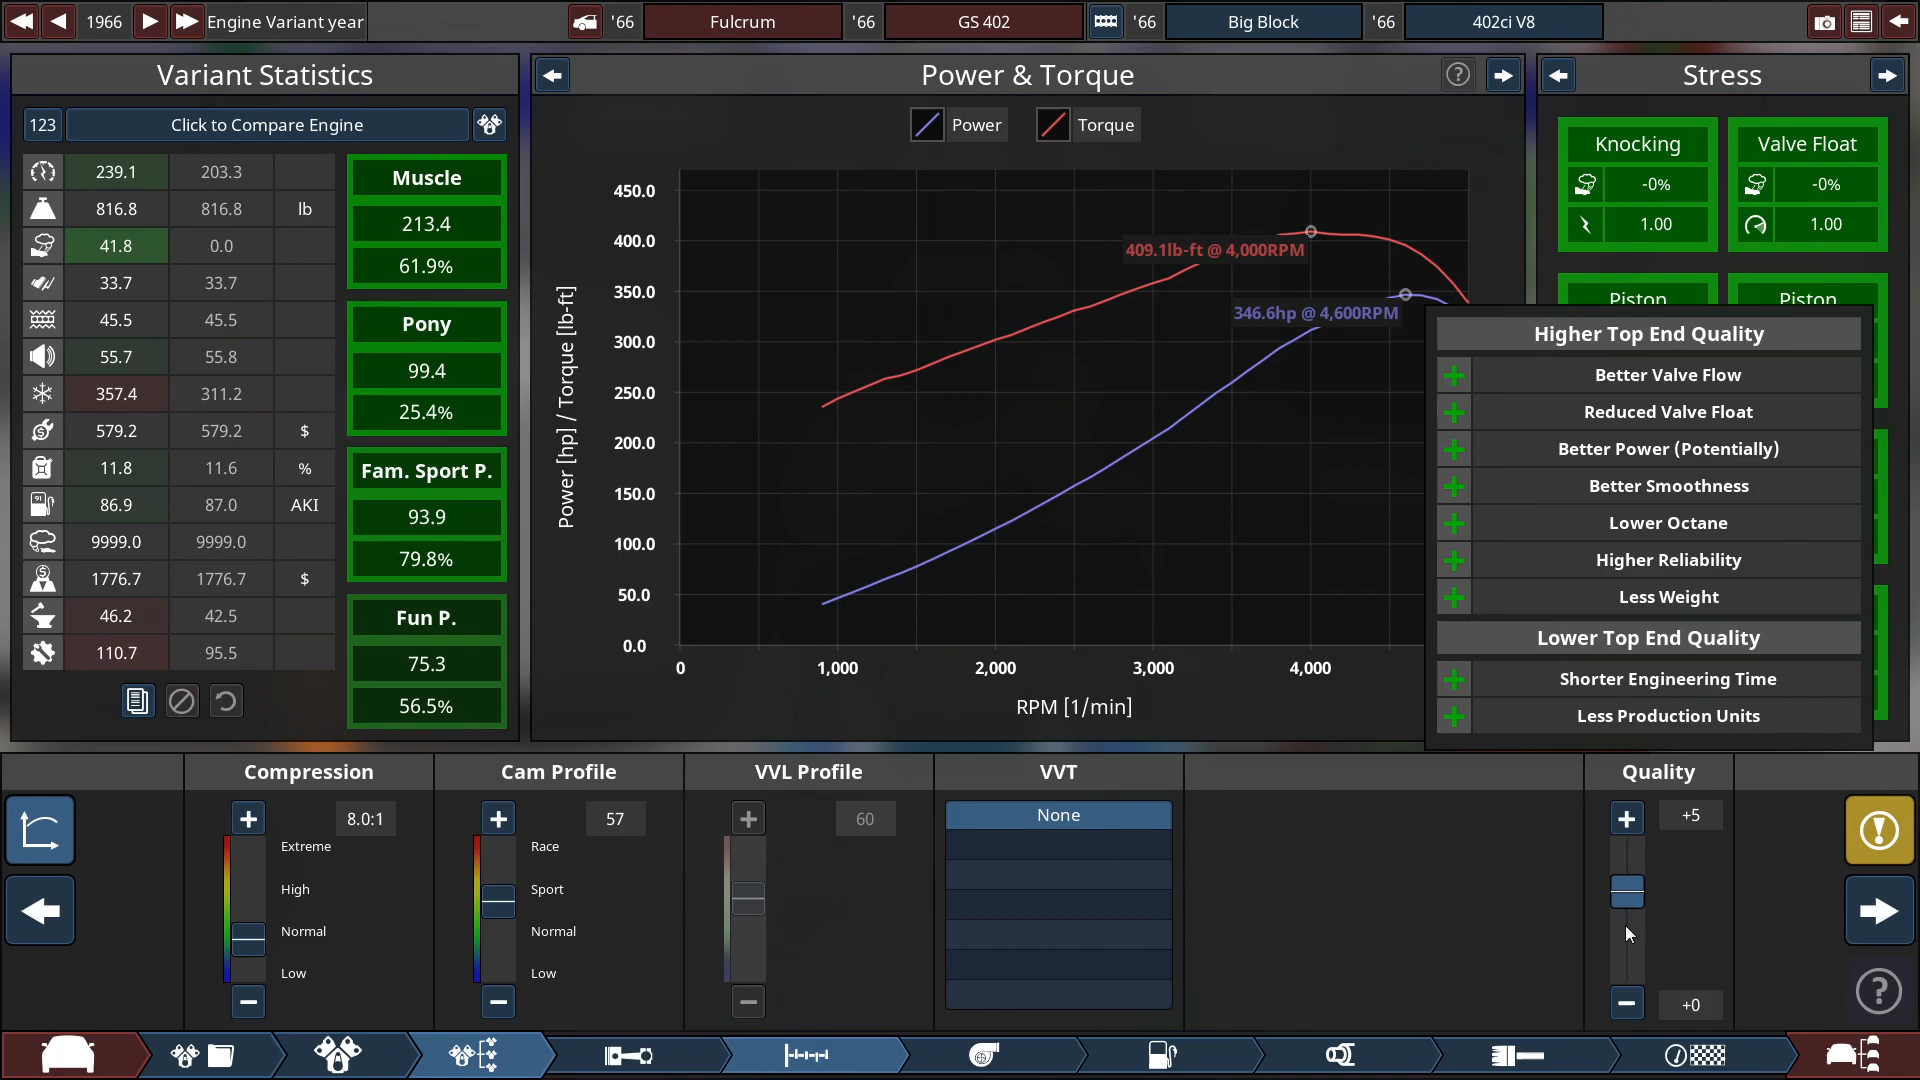 1966 Engine Variant year '66 Fulcrum '66 GS 402 '66 Big Block '66 402ci V8
Variant Statistics
123 Click to Compare Engine
239.1 203.3
816.8 816.8 lb
41.8 0.0
33.7 33.7
45.5 45.5
55.7 55.8
357.4 311.2
579.2 579.2 $
11.8 11.6 %
86.9 87.0 AKI
9999.0 9999.0
1776.7 1776.7 $
46.2 42.5
110.7 95.5
Muscle
213.4
61.9%
Pony
99.4
25.4%
Fam. Sport P.
93.9
79.8%
Fun P.
75.3
56.5%
Power & Torque
?
Power Torque
Power [hp] / Torque [lb-ft]
450.0
400.0
350.0
300.0
250.0
200.0
150.0
100.0
50.0
0.0
409.1lb-ft @ 4,000RPM
346.6hp @ 4,600RPM
0 1,000 2,000 3,000 4,000
RPM [1/min]
Stress
Knocking
-0%
1.00
Valve Float
-0%
1.00
Piston
Piston
Higher Top End Quality
Better Valve Flow
Reduced Valve Float
Better Power (Potentially)
Better Smoothness
Lower Octane
Higher Reliability
Less Weight
Lower Top End Quality
Shorter Engineering Time
Less Production Units
Compression
8.0:1
Extreme
High
Normal
Low
Cam Profile
57
Race
Sport
Normal
Low
VVL Profile
60
VVT
None
Quality
+5
+0
?